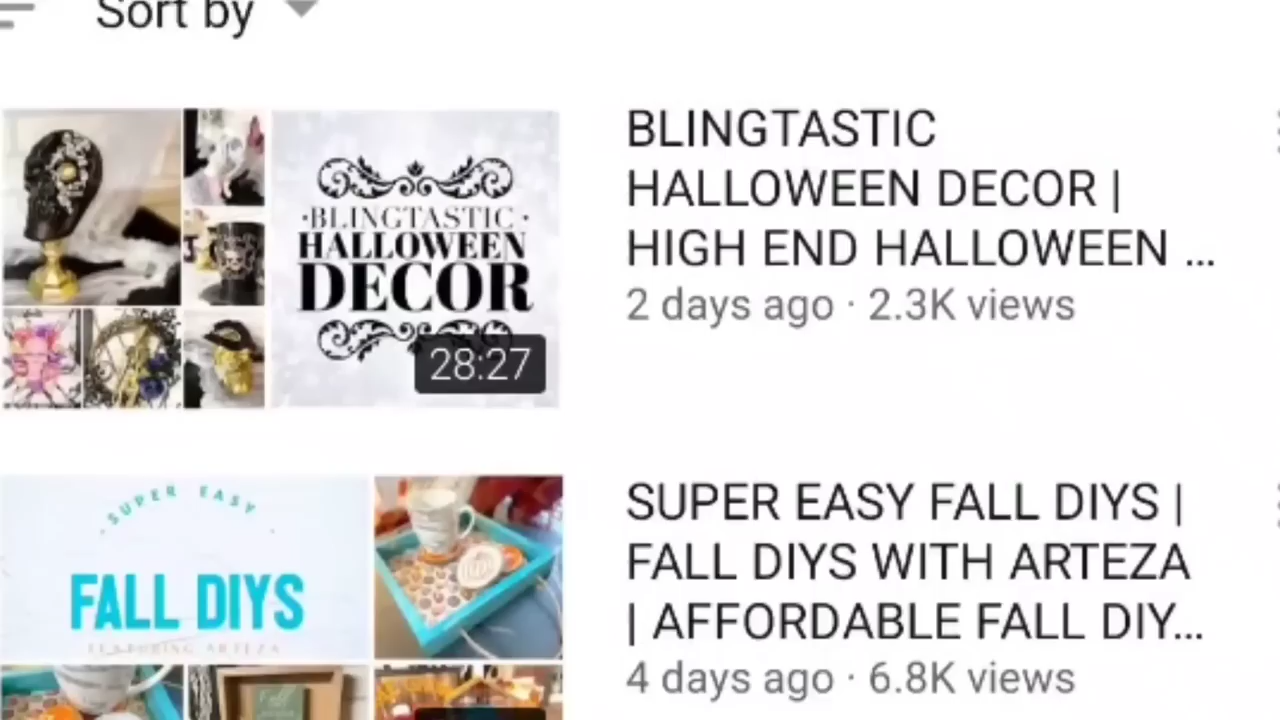 Sort by
BLINGTASTIC
HALLOWEEN DECOR |
HIGH END HALLOWEEN ...
2 days ago · 2.3K views
·BLINGTASTIC·
HALLOWEEN
DECOR
28:27
SUPER EASY FALL DIYS |
FALL DIYS WITH ARTEZA
| AFFORDABLE FALL DIY...
4 days ago · 6.8K views
· SUPER EASY ·
FALL DIYS
FEATURING ARTEZA